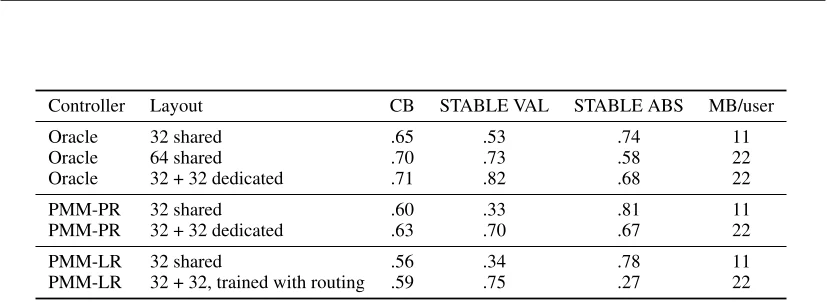 Controller Layout CB STABLE VAL STABLE ABS MB/user
Oracle 32 shared .65 .53 .74 11
Oracle 64 shared .70 .73 .58 22
Oracle 32 + 32 dedicated .71 .82 .68 22
PMM-PR 32 shared .60 .33 .81 11
PMM-PR 32 + 32 dedicated .63 .70 .67 22
PMM-LR 32 shared .56 .34 .78 11
PMM-LR 32 + 32, trained with routing .59 .75 .27 22